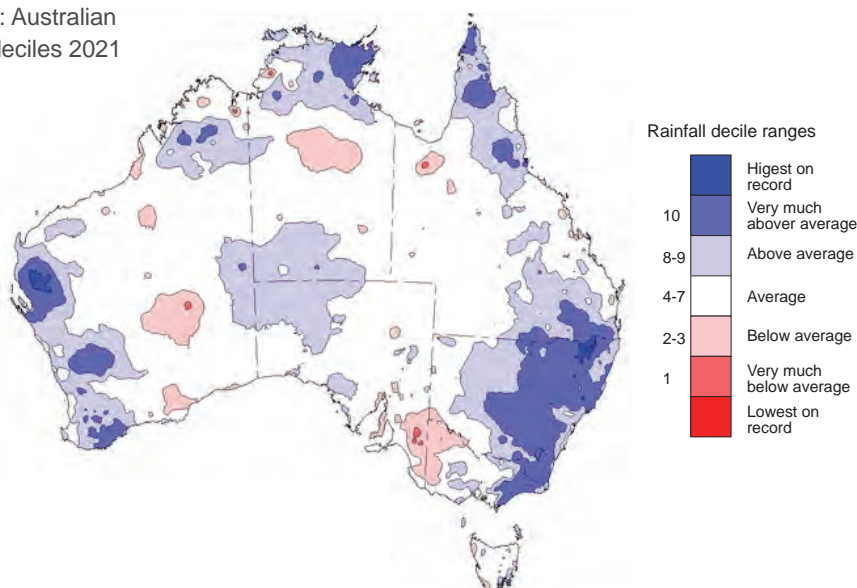 : Australian
deciles 2021
Rainfall decile ranges
Higest on
record
10
Very much
abover average
8-9
Above average
4-7
Average
2-3
Below average
1
Very much
below average
Lowest on
record